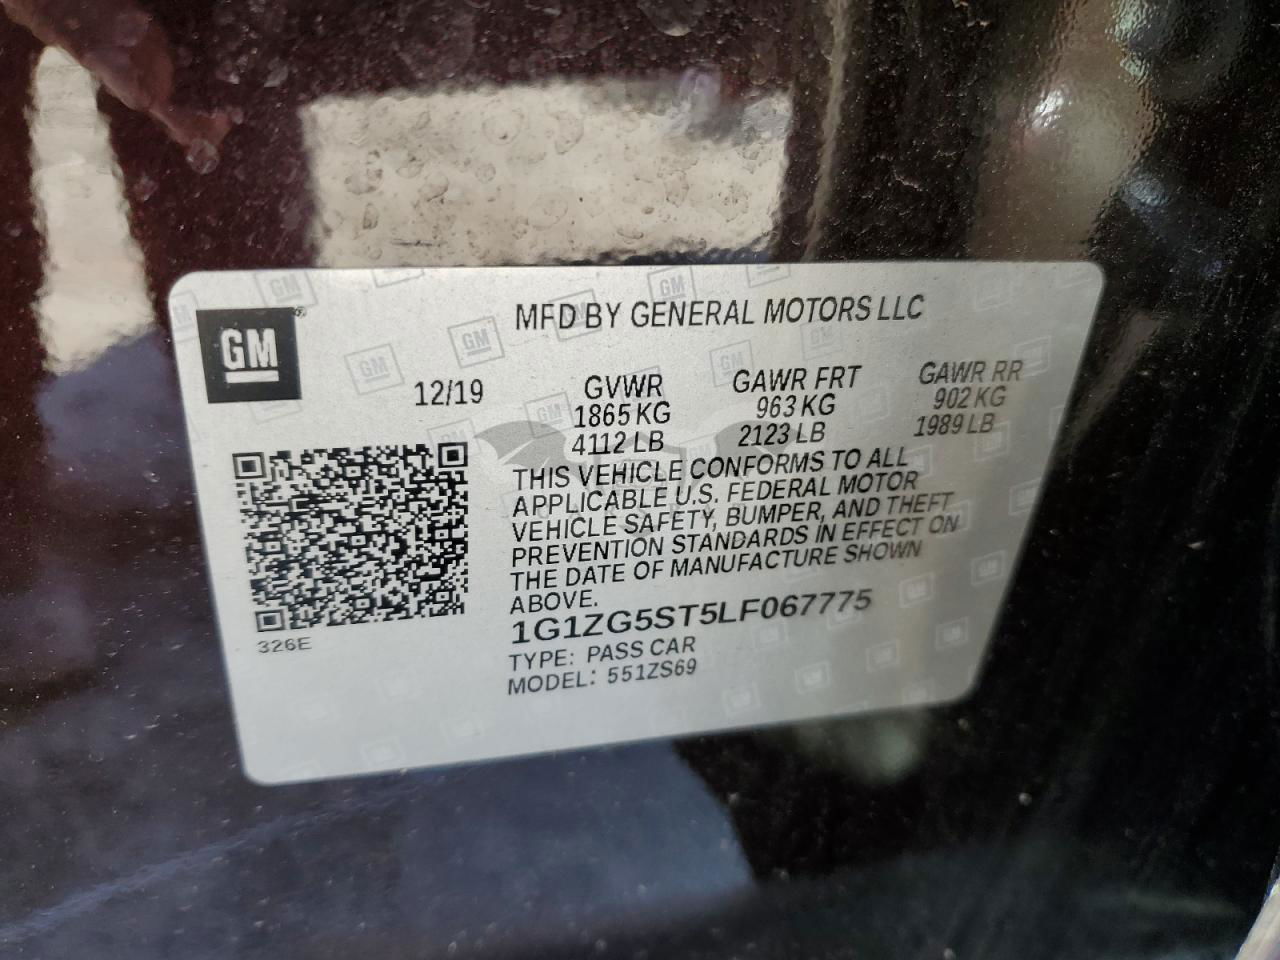 GM
MFD BY GENERAL MOTORS LLC
12/19 GVWR GAWR FRT GAWR RR
1865 KG 963 KG 902 KG
4112 LB 2123 LB 1989 LB
THIS VEHICLE CONFORMS TO ALL
APPLICABLE U.S. FEDERAL MOTOR
VEHICLE SAFETY, BUMPER, AND THEFT
PREVENTION STANDARDS IN EFFECT ON
THE DATE OF MANUFACTURE SHOWN
ABOVE.
1G1ZG5ST5LF067775
326E
TYPE: PASS CAR
MODEL: 551ZS69